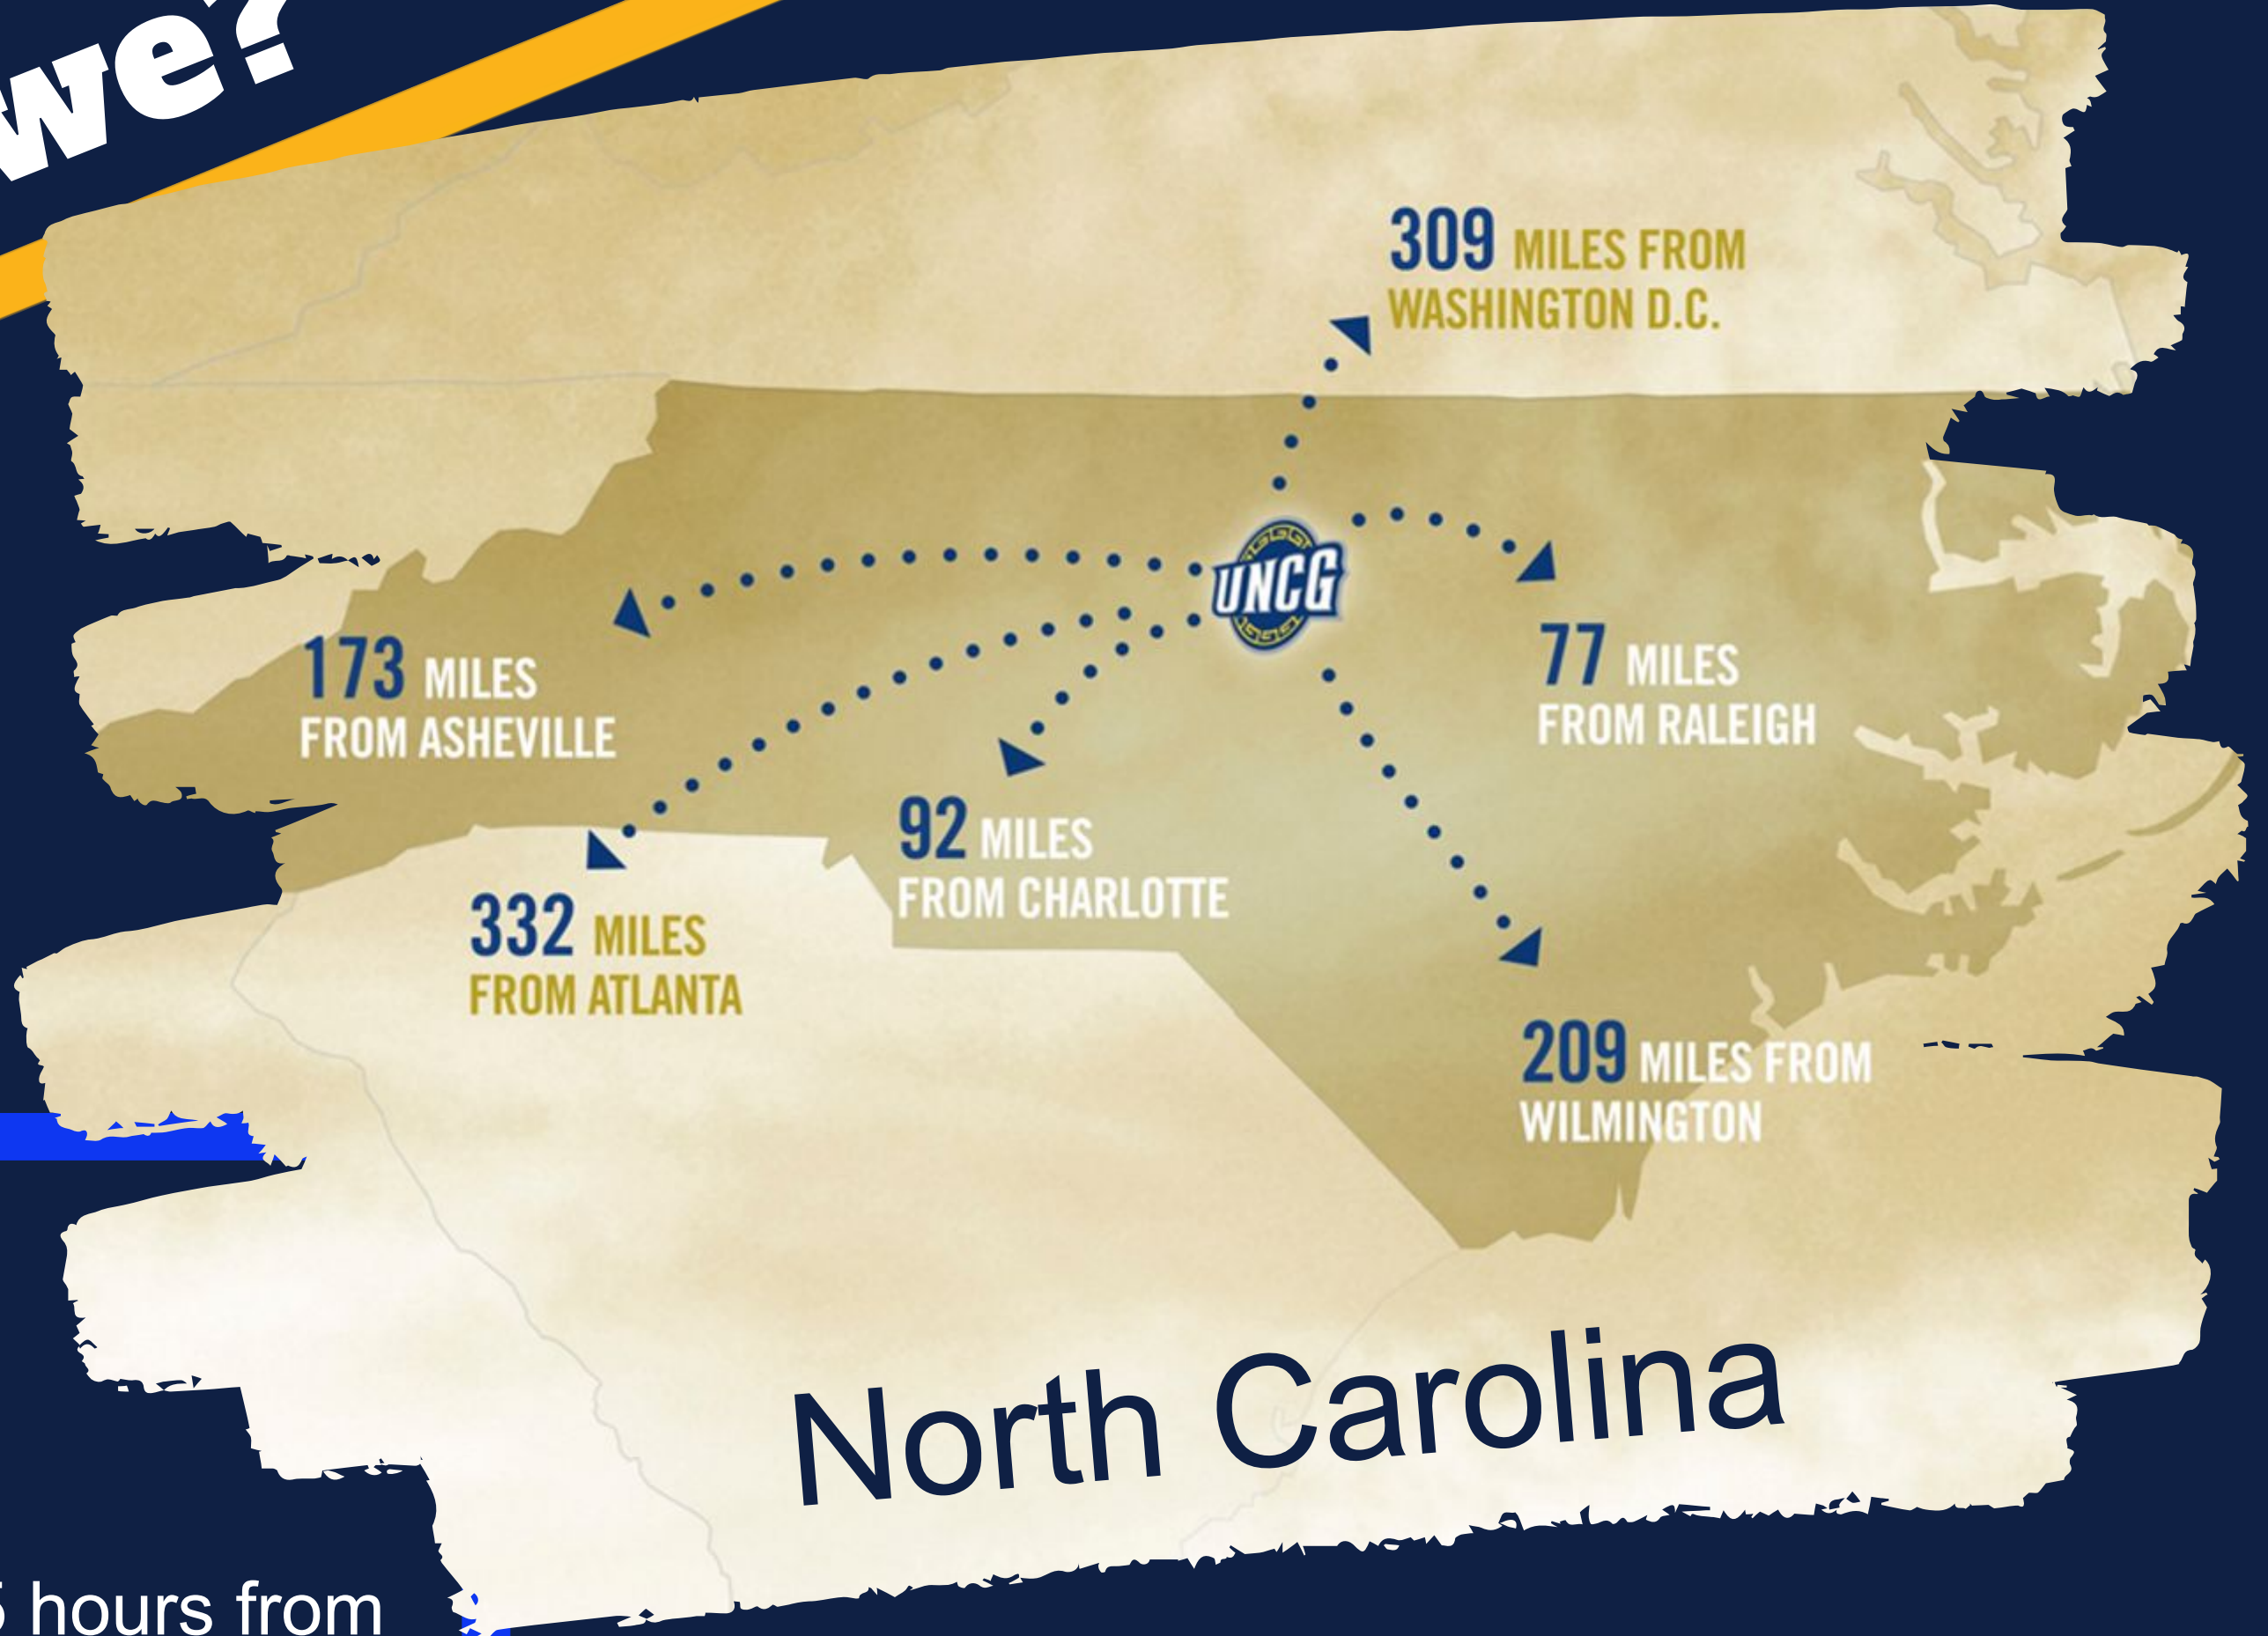 we?
309 MILES FROM
WASHINGTON D.C.
UNCG
173 MILES
FROM ASHEVILLE
77 MILES
FROM RALEIGH
92 MILES
FROM CHARLOTTE
332 MILES
FROM ATLANTA
209 MILES FROM
WILMINGTON
North Carolina
hours from